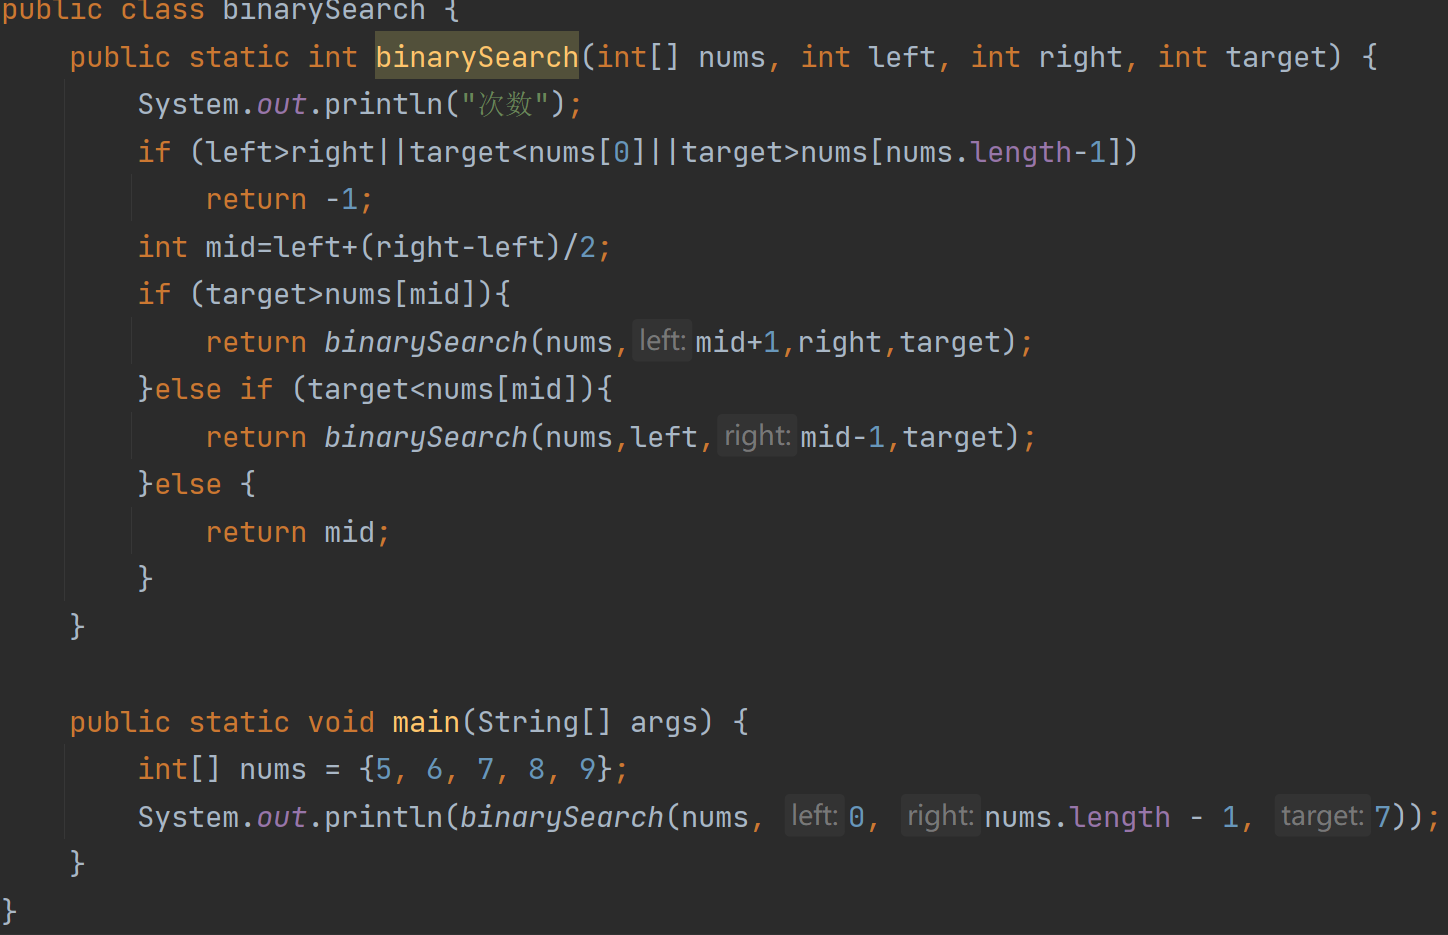 public class binarySearch {
    public static int binarySearch(int[] nums, int left, int right, int target) {
        System.out.println("次数");
        if (left>right||target<nums[0]||target>nums[nums.length-1])
            return -1;
        int mid=left+(right-left)/2;
        if (target>nums[mid]){
            return binarySearch(nums, left: mid+1,right,target);
        }else if (target<nums[mid]){
            return binarySearch(nums,left, right: mid-1,target);
        }else {
            return mid;
        }
    }

    public static void main(String[] args) {
        int[] nums = {5, 6, 7, 8, 9};
        System.out.println(binarySearch(nums, left: 0, right: nums.length - 1, target: 7));
    }
}